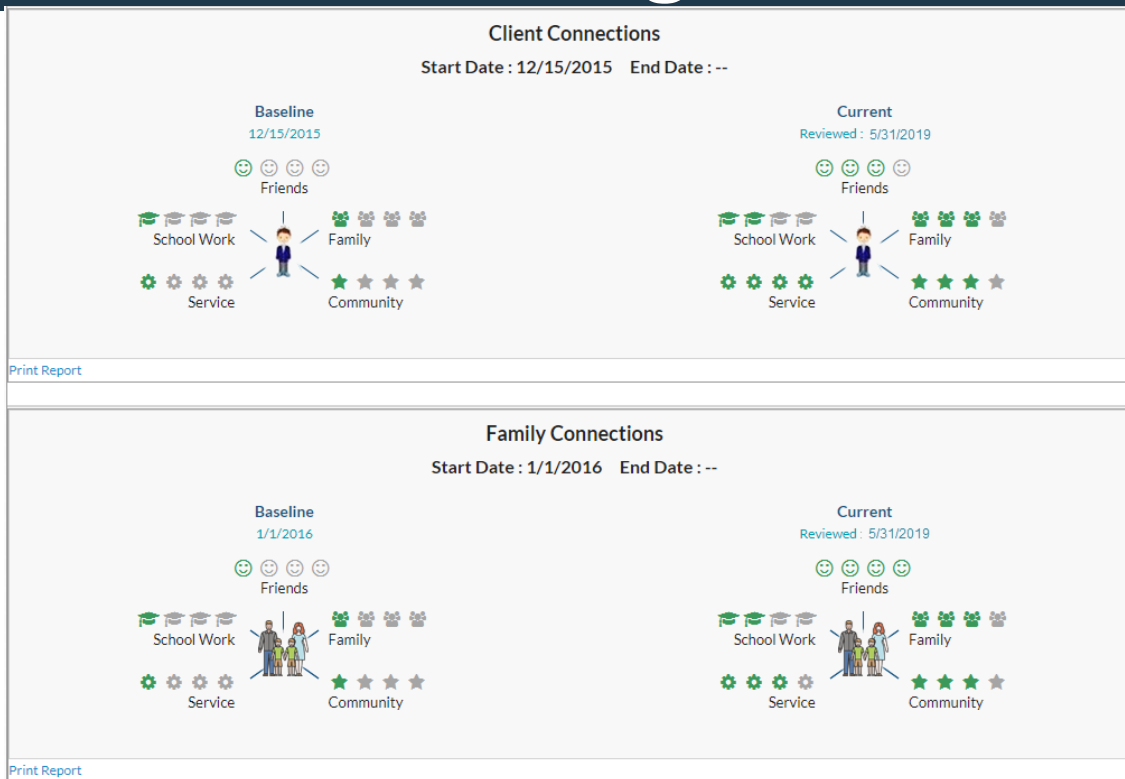 Client Connections
Start Date : 12/15/2015 End Date : --
Baseline
12/15/2015
Friends
School Work
Family
Service
Community
Current
Reviewed : 5/31/2019
Friends
School Work
Family
Service
Community
Print Report
Family Connections
Start Date : 1/1/2016 End Date : --
Baseline
1/1/2016
Friends
School Work
Family
Service
Community
Current
Reviewed : 5/31/2019
Friends
School Work
Family
Service
Community
Print Report